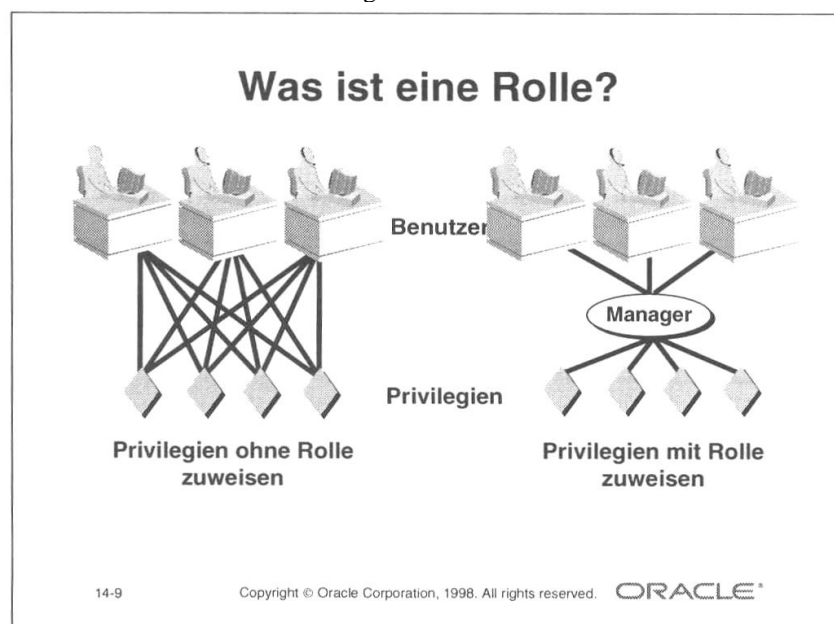 Was ist eine Rolle?
Benutzer
Manager
Privilegien
Privilegien ohne Rolle
zuweisen
Privilegien mit Rolle
zuweisen
14-9
Copyright © Oracle Corporation, 1998. All rights reserved.
ORACLE®